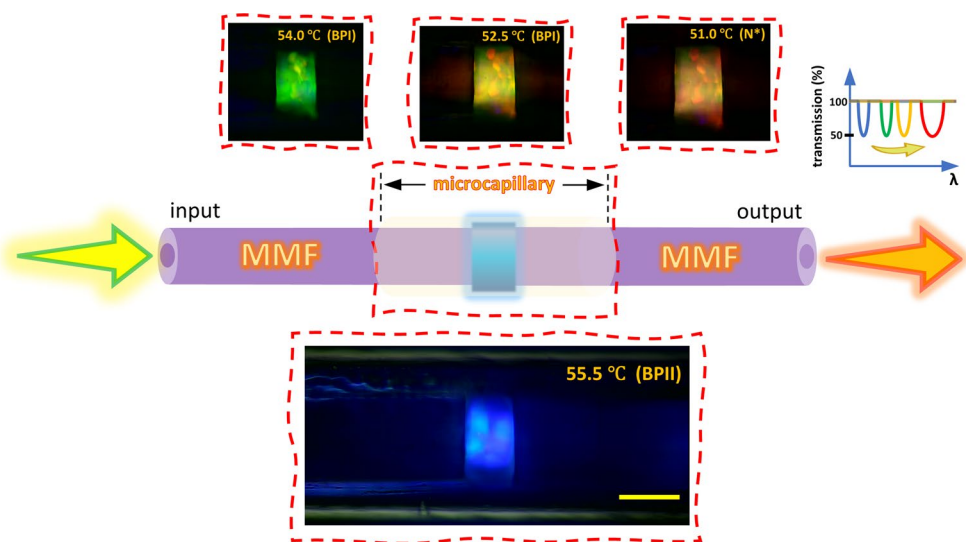 54.0 ℃ (BPI)
52.5 ℃ (BPI)
51.0 ℃ (N*)
transmission (%)
100
50
λ
microcapillary
input
output
MMF
MMF
55.5 ℃ (BPII)